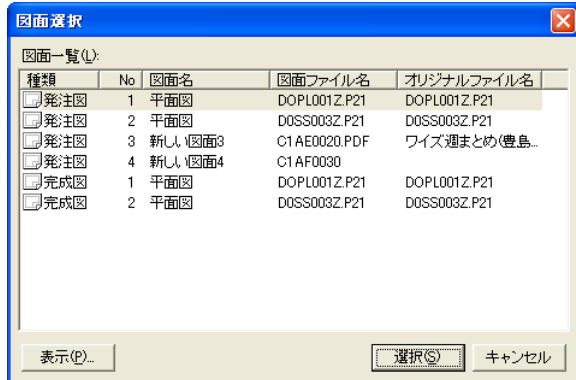 図面選択
図面一覧(L):
種類 No 図面名 図面ファイル名 オリジナルファイル名
発注図 1 平面図 D0PL001Z.P21 D0PL001Z.P21
発注図 2 平面図 D0SS003Z.P21 D0SS003Z.P21
発注図 3 新しい図面3 C1AE0020.PDF ワイズ週まとめ(豊島...
発注図 4 新しい図面4 C1AF0030
完成図 1 平面図 D0PL001Z.P21 D0PL001Z.P21
完成図 2 平面図 D0SS003Z.P21 D0SS003Z.P21
表示(P)... 選択(S) キャンセル